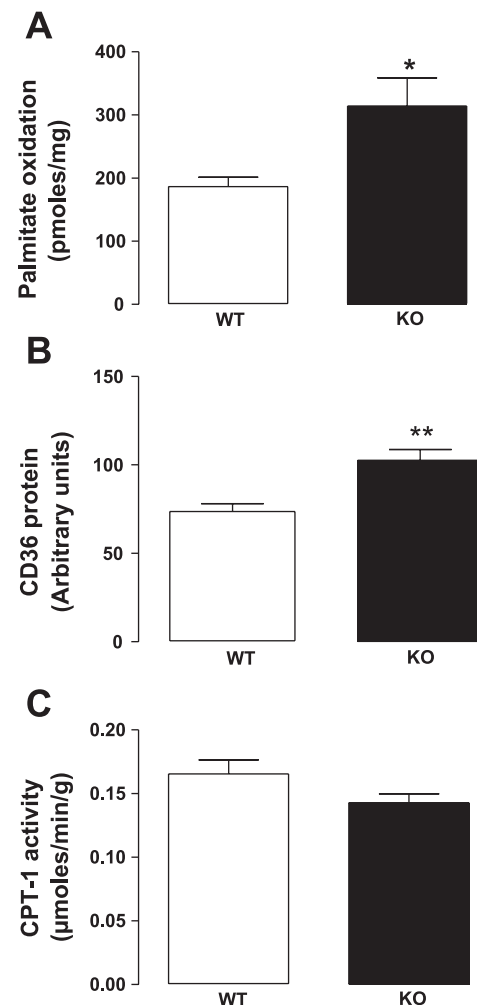 A
Palmitate oxidation
(pmoles/mg)
400
300
200
100
0
*
WT
KO
B
CD36 protein
(Arbitrary units)
150
100
50
0
**
WT
KO
C
CPT-1 activity
(µmoles/min/g)
0.20
0.15
0.10
0.05
0.00
WT
KO